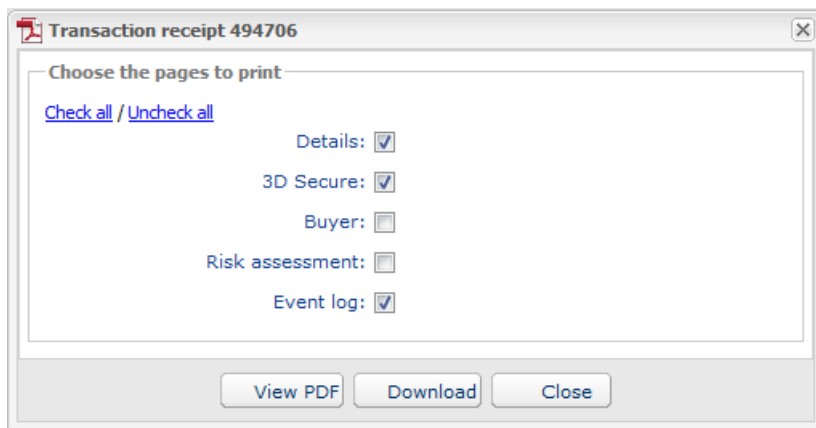 Transaction receipt 494706
Choose the pages to print
Check all / Uncheck all
Details:
3D Secure:
Buyer:
Risk assessment:
Event log:
View PDF Download Close